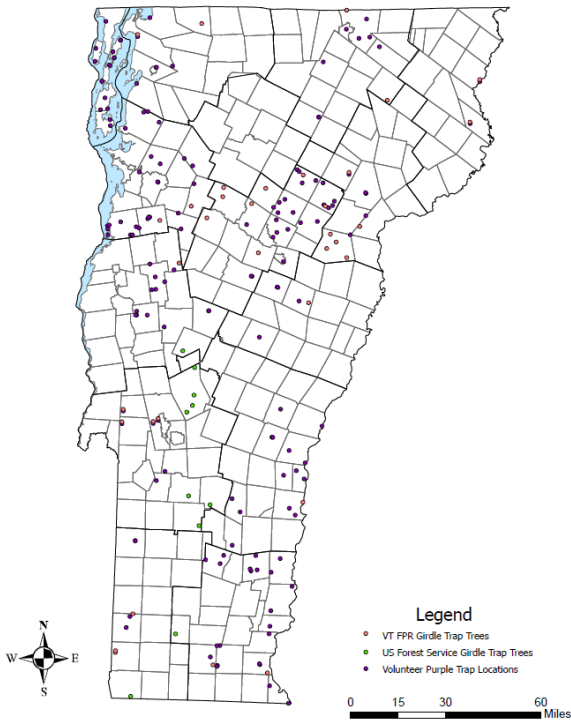 Legend
VT FPR Girdle Trap Trees
US Forest Service Girdle Trap Trees
Volunteer Purple Trap Locations
N
W E
S
0 15 30 60
Miles